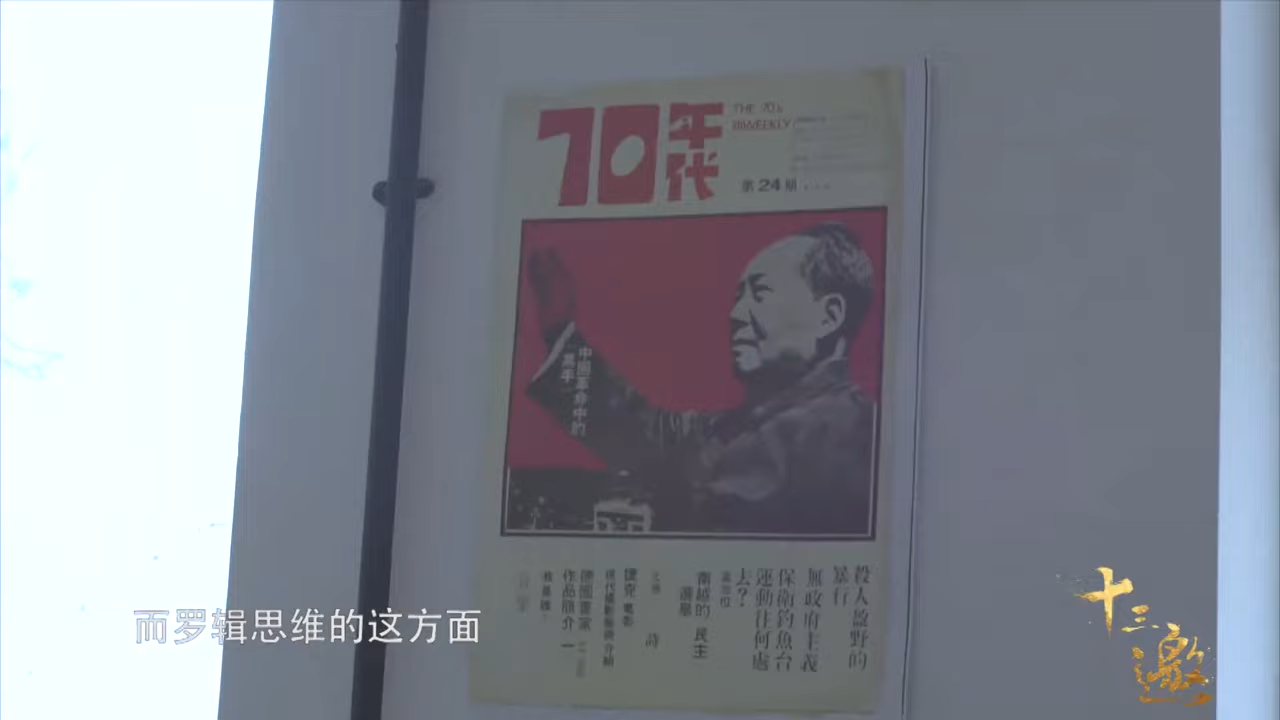 70年代
THE 70's
BIWEEKLY
第24期
中國革命中的
殺人盈野的
暴行
無政府主義
保衛釣魚台
運動往何處
去？
南越的「民主」
選舉
詩
捷克 電影
現代攝影藝術介紹
德國畫家
作品簡介
而罗辑思维的这方面
十三邀